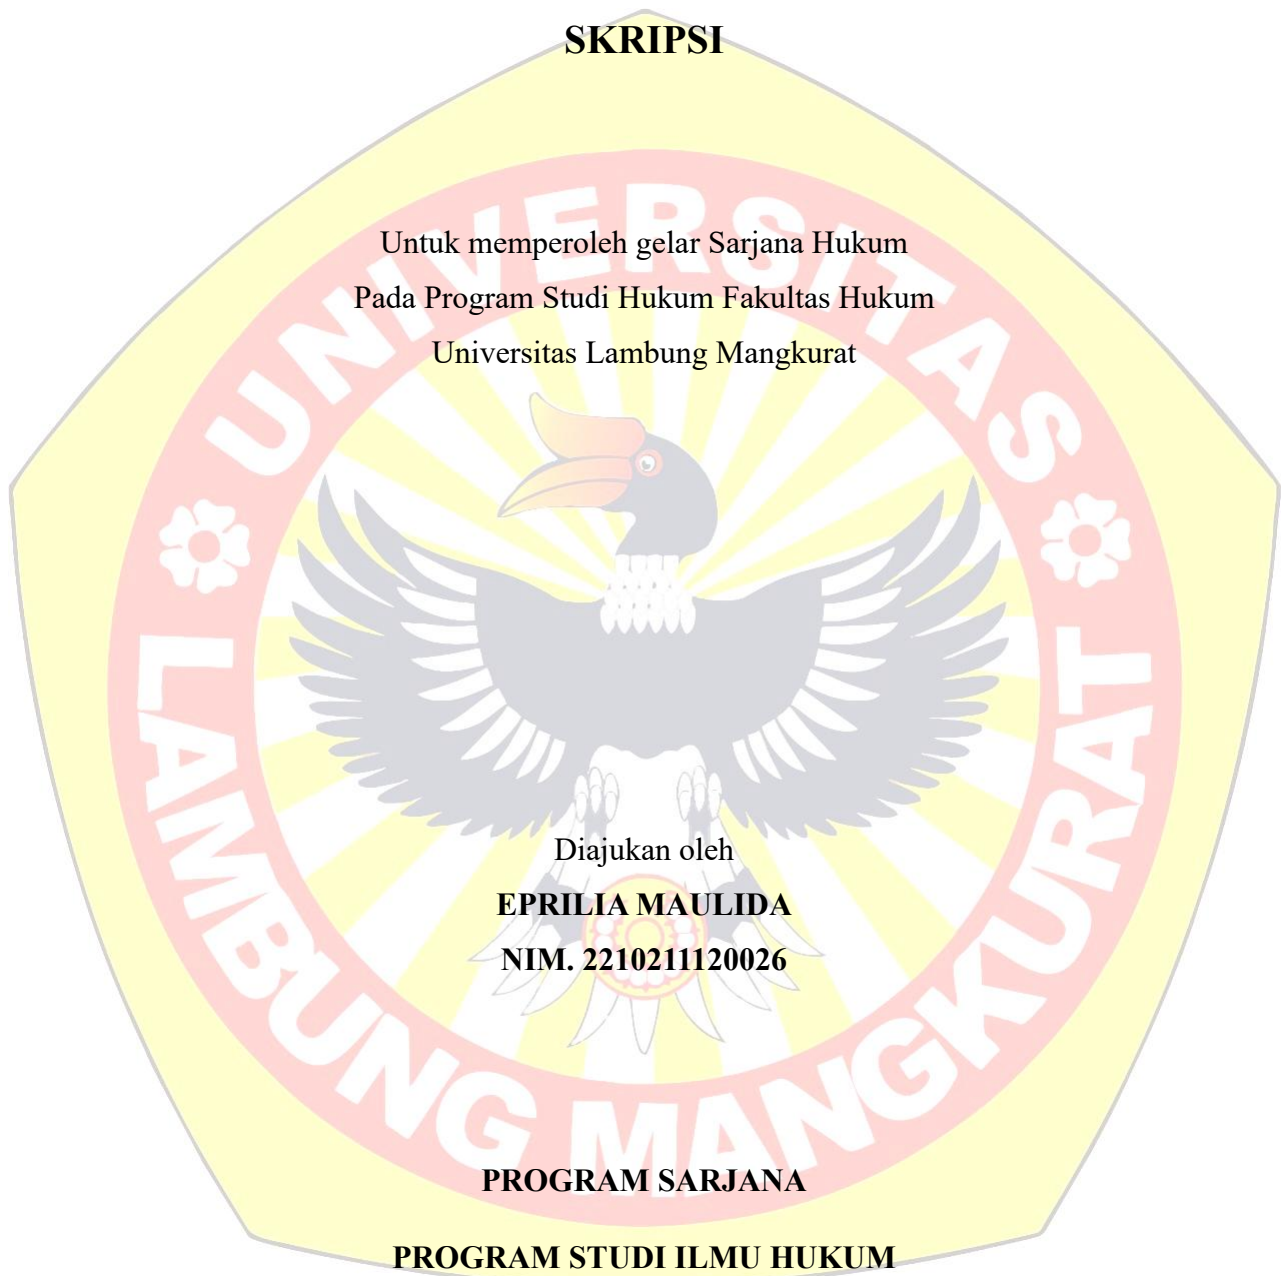 SKRIPSI
UNIVERSITAS
Untuk memperoleh gelar Sarjana Hukum
Pada Program Studi Hukum Fakultas Hukum
Universitas Lambung Mangkurat
Diajukan oleh
EPRILIA MAULIDA
NIM. 2210211120026
LAMBUNG MANGKURAT
PROGRAM SARJANA
PROGRAM STUDI ILMU HUKUM